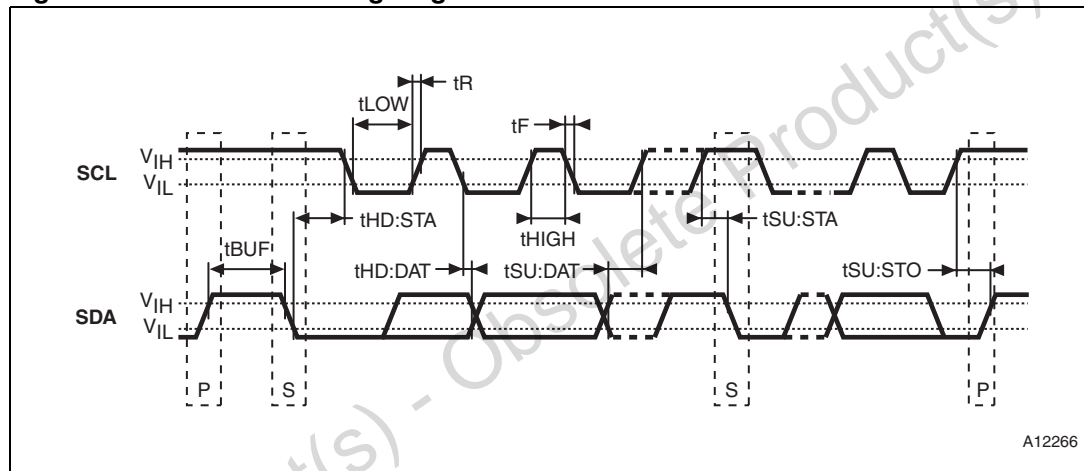 tR
tLOW
tF
VIH
SCL
VIL
tHD:STA
tHIGH
tSU:STA
tBUF
tHD:DAT
tSU:DAT
tSU:STO
VIH
SDA
VIL
P
S
S
P
A12266
Obsolete Product(s)
t(s) - Obsolete Product(s)